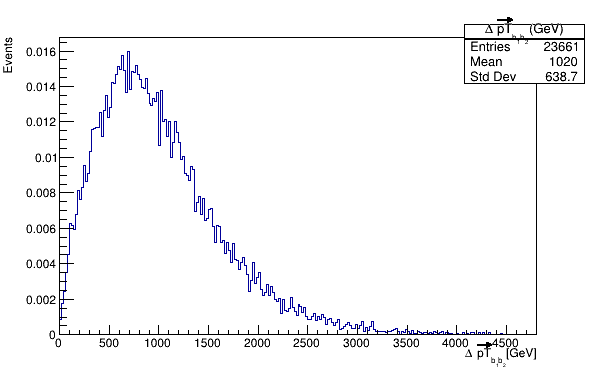 Δ pT b₁b₂ (GeV)
Entries 23661
Mean 1020
Std Dev 638.7
Events
0.016
0.014
0.012
0.01
0.008
0.006
0.004
0.002
0
0 500 1000 1500 2000 2500 3000 3500 4000 4500
Δ pT b₁b₂ [GeV]